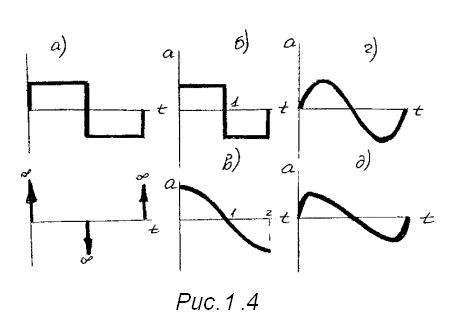 а) б) г)
a a
1
t t t
∞ ∞ в) д)
a a
1 2
t t t
∞
Рис.1.4